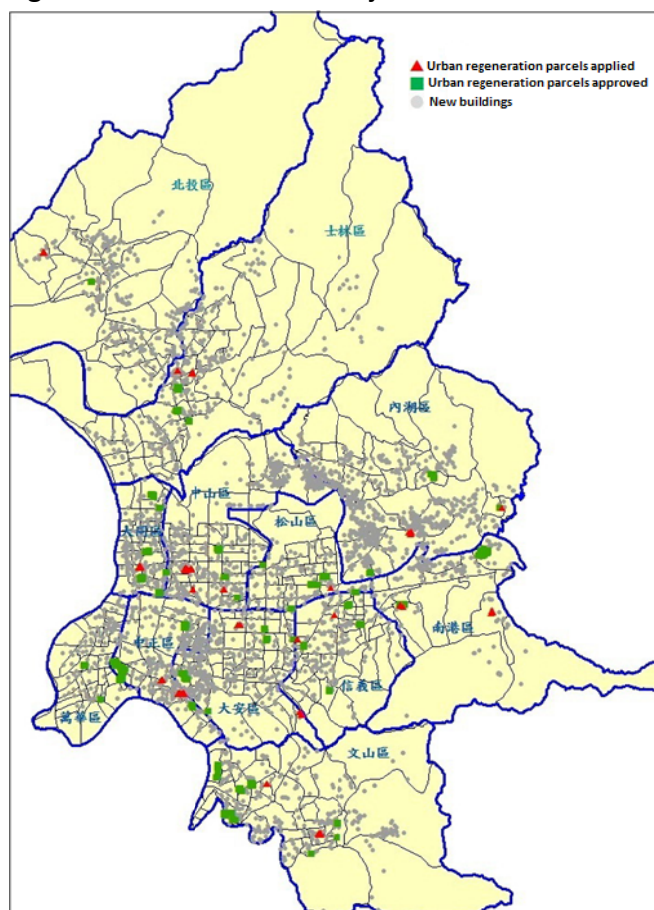 Urban regeneration parcels applied
Urban regeneration parcels approved
New buildings
北投區
士林區
內湖區
中山區
松山區
大同區
南港區
中正區
信義區
大安區
萬華區
文山區